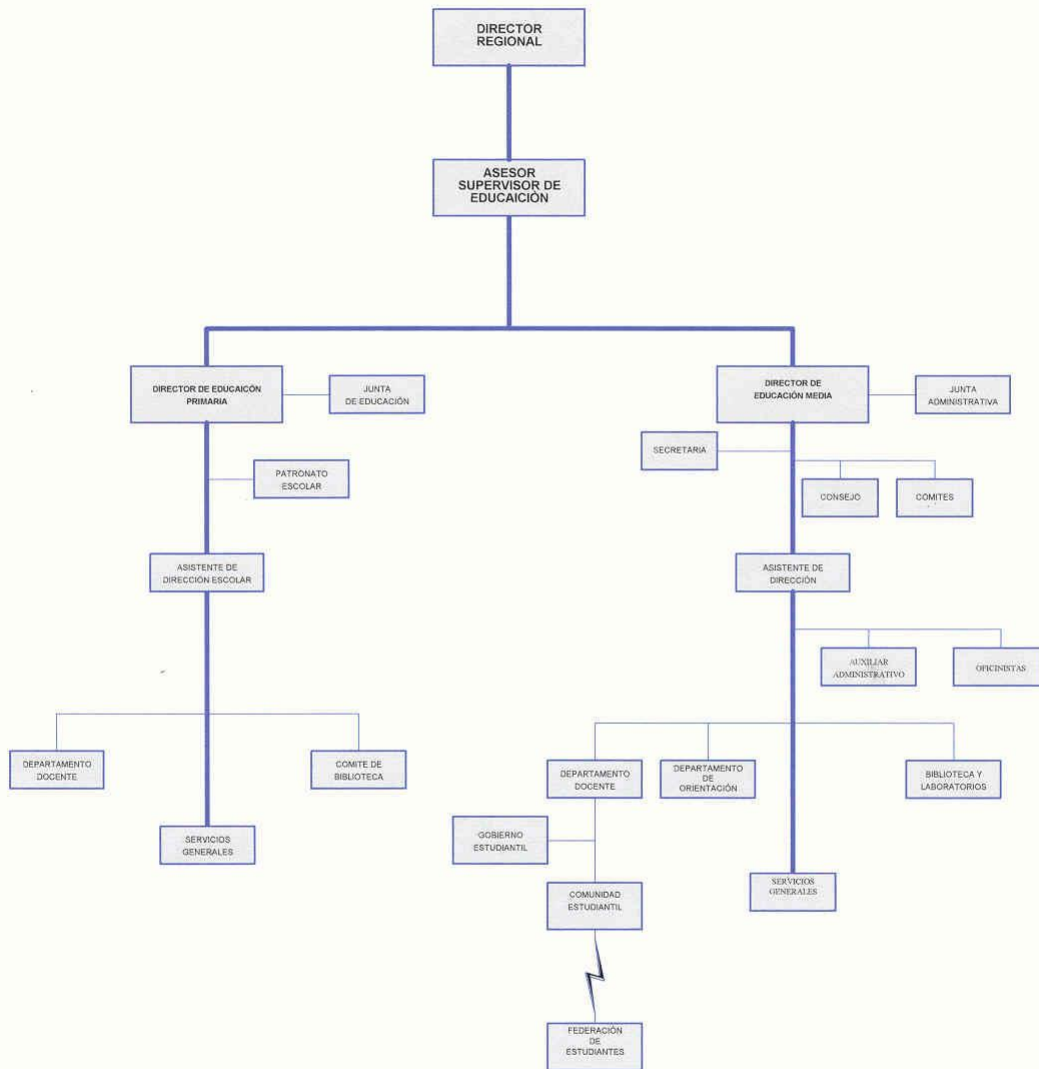 DIRECTOR
REGIONAL
ASESOR
SUPERVISOR DE
EDUCAICIÓN
DIRECTOR DE EDUCAICÓN
PRIMARIA
JUNTA
DE EDUCACIÓN
DIRECTOR DE
EDUCACIÓN MEDIA
JUNTA
ADMINISTRATIVA
SECRETARIA
PATRONATO
ESCOLAR
CONSEJO
COMITES
ASISTENTE DE
DIRECCIÓN ESCOLAR
ASISTENTE DE
DIRECCIÓN
AUXILIAR
ADMINISTRATIVO
OFICINISTAS
DEPARTAMENTO
DOCENTE
COMITE DE
BIBLIOTECA
DEPARTAMENTO
DOCENTE
DEPARTAMENTO
DE
ORIENTACIÓN
BIBLIOTECA Y
LABORATORIOS
SERVICIOS
GENERALES
GOBIERNO
ESTUDIANTIL
SERVICIOS
GENERALES
COMUNIDAD
ESTUDIANTIL
FEDERACIÓN
DE
ESTUDIANTES